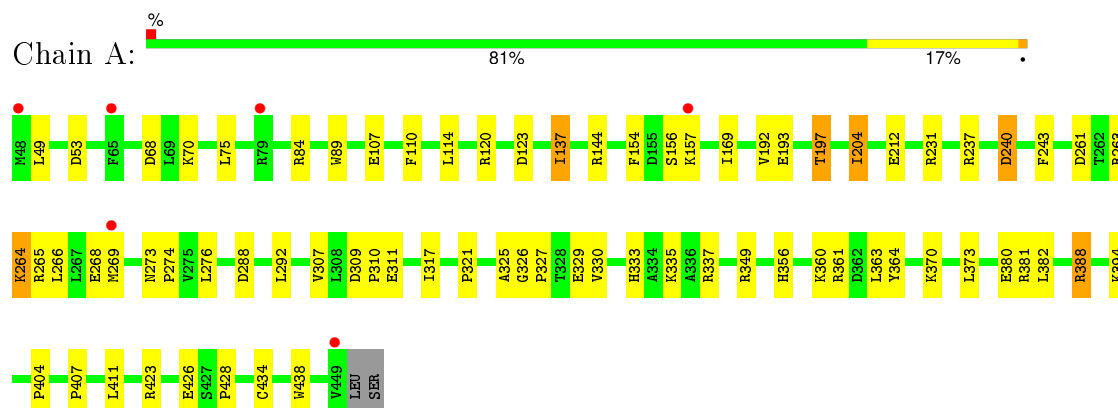 %
Chain A:
81% 17% •
M48 L49 D53 F65 D68 L69 K70 L75 R79 R84 W89 E107 F110 L114 R120 D123 I137 R144 F154 D155 S156 K157 I169 V192 E193 T197 I204 E212 R231 R237 D240 F243 D261 T262 R263
K264 R265 L266 L267 E268 M269 N273 P274 V275 L276 D288 L292 V307 L308 D309 P310 E311 I317 P321 A325 G326 P327 T328 E329 V330 H333 A334 K335 A336 R337 R349 H356 K360 R361 D362 L363 Y364 K370 L373 E380 R381 L382 R388 K394
P404 P407 L411 R423 E426 S427 P428 C434 W438 V449 LEU SER